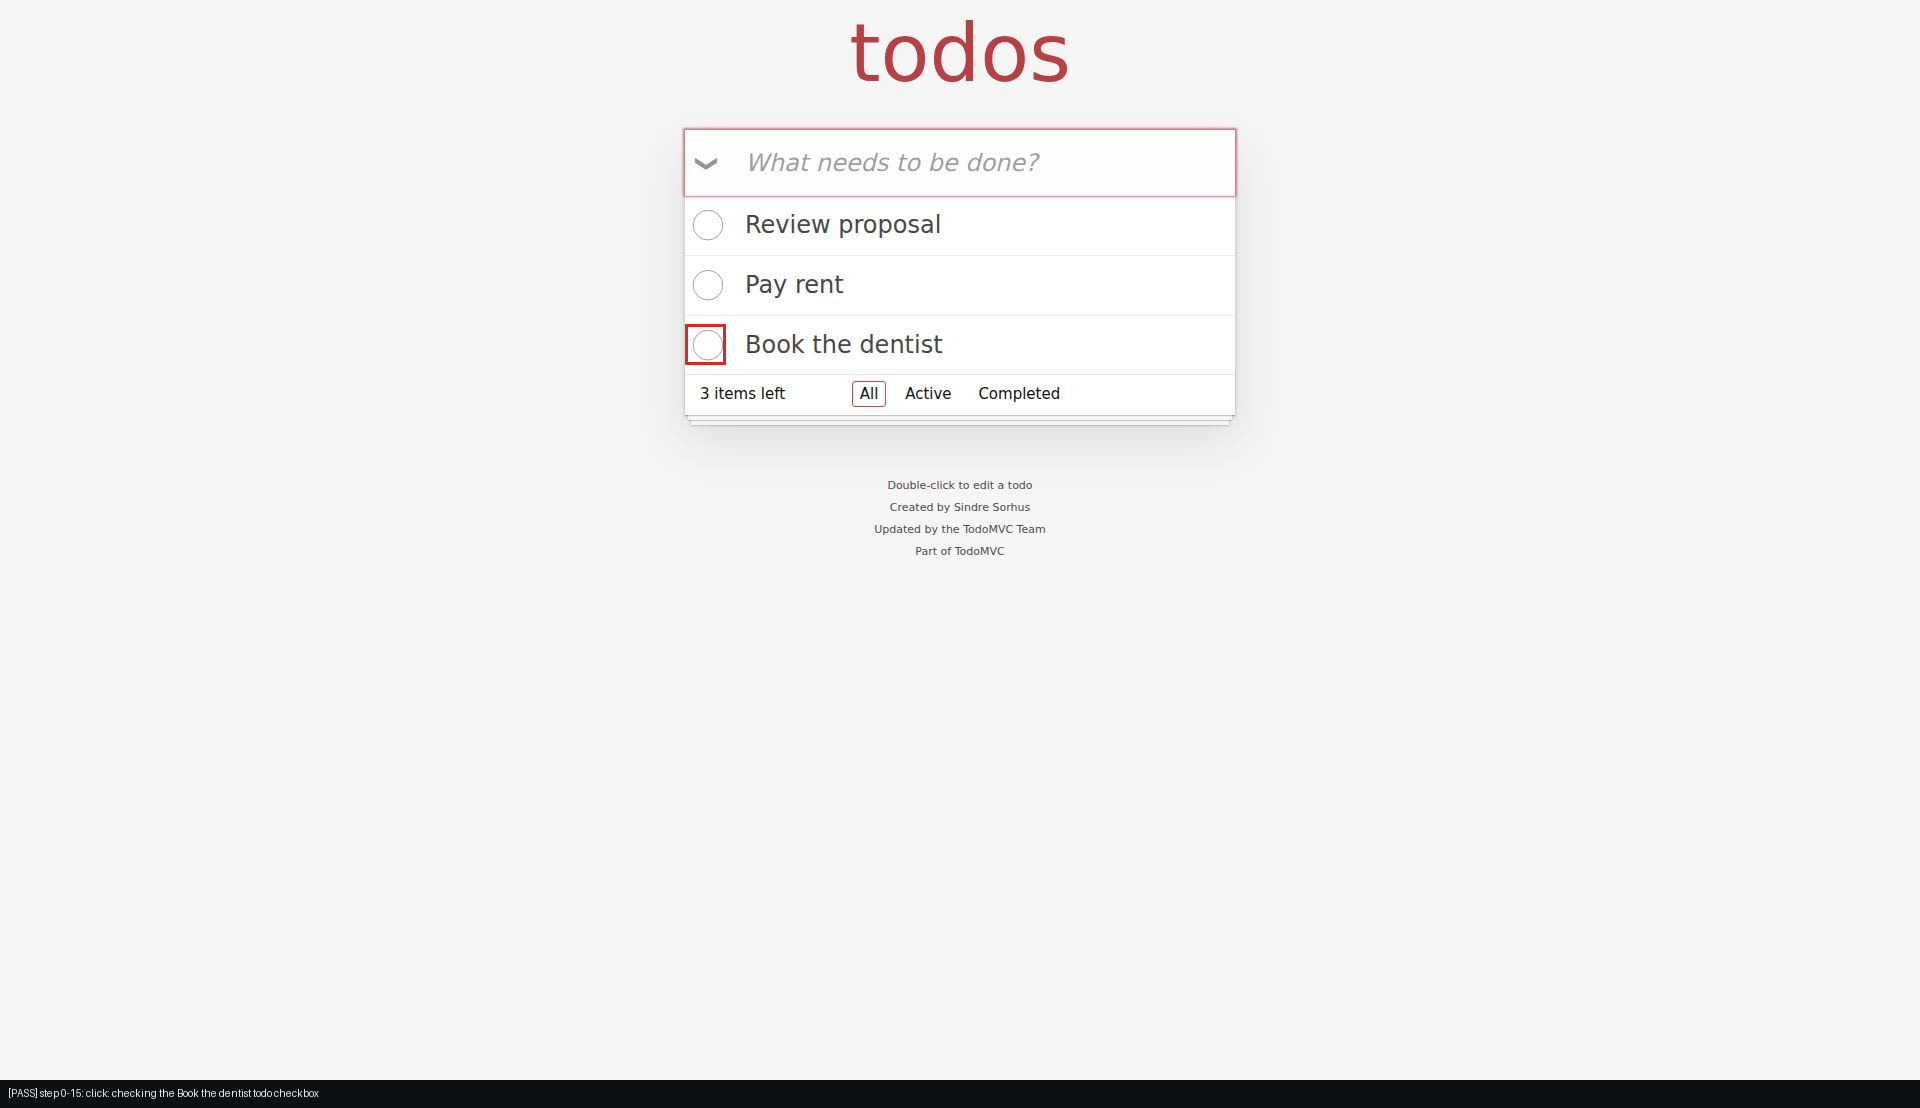 todos
What needs to be done?
Review proposal
Pay rent
Book the dentist
3 items left All Active Completed
Double-click to edit a todo
Created by Sindre Sorhus
Updated by the TodoMVC Team
Part of TodoMVC
[PASS] step 0-15: click: checking the Book the dentist todo checkbox